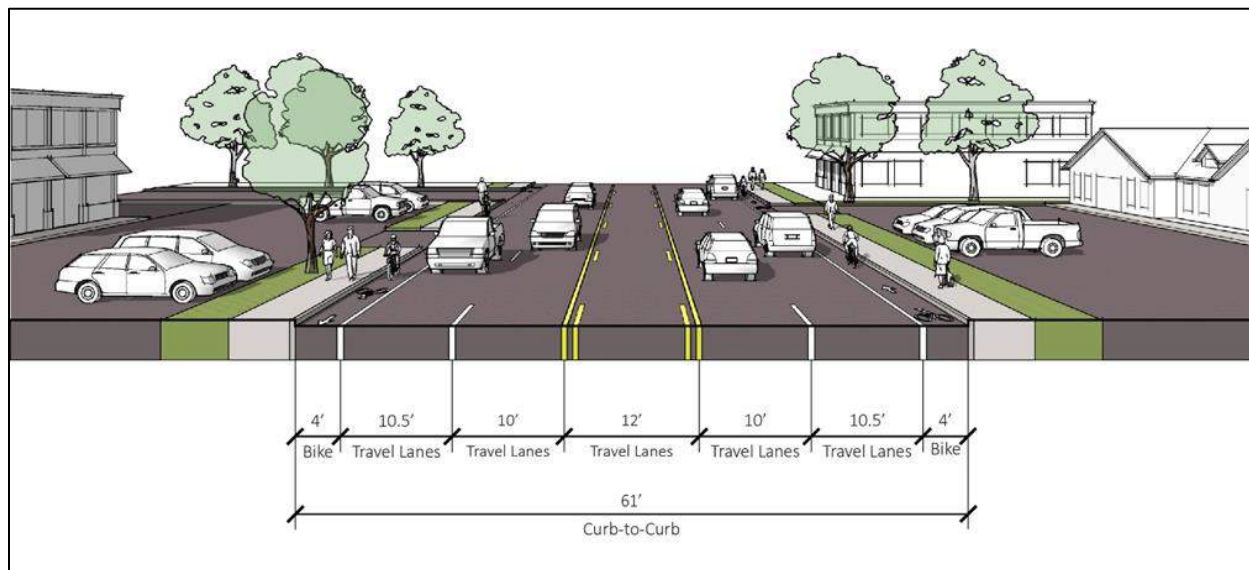 4’ 10.5’ 10’ 12’ 10’ 10.5’ 4’
Bike Travel Lanes Travel Lanes Travel Lanes Travel Lanes Travel Lanes Bike
61’
Curb-to-Curb